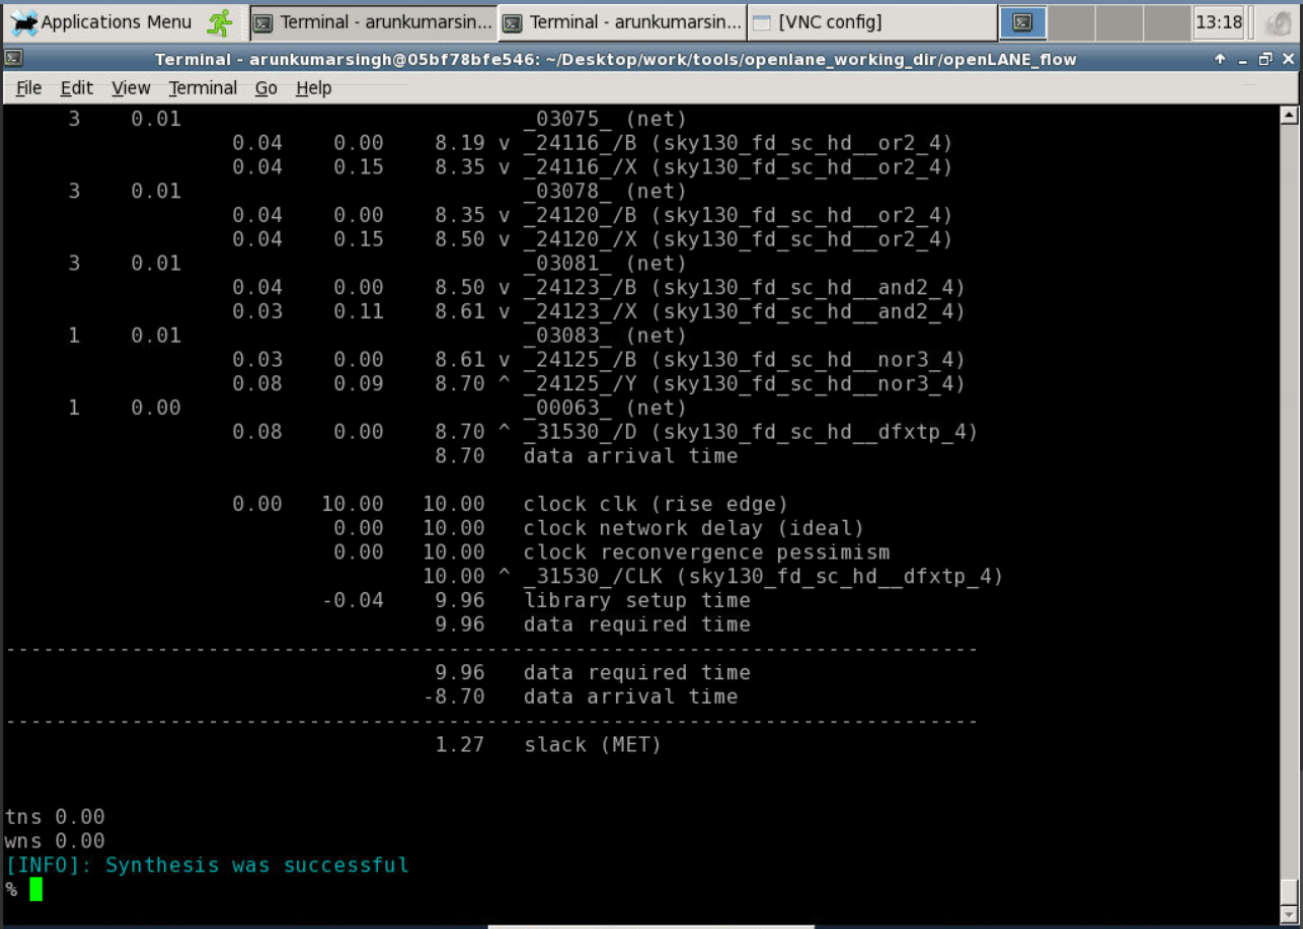 Applications Menu Terminal - arunkumarsin... Terminal - arunkumarsin... [VNC config] 13:18
Terminal - arunkumarsingh@05bf78bfe546: ~/Desktop/work/tools/openlane_working_dir/openLANE_flow
File Edit View Terminal Go Help
3 0.01 _03075_ (net)
0.04 0.00 8.19 v _24116_/B (sky130_fd_sc_hd__or2_4)
0.04 0.15 8.35 v _24116_/X (sky130_fd_sc_hd__or2_4)
3 0.01 _03078_ (net)
0.04 0.00 8.35 v _24120_/B (sky130_fd_sc_hd__or2_4)
0.04 0.15 8.50 v _24120_/X (sky130_fd_sc_hd__or2_4)
3 0.01 _03081_ (net)
0.04 0.00 8.50 v _24123_/B (sky130_fd_sc_hd__and2_4)
0.03 0.11 8.61 v _24123_/X (sky130_fd_sc_hd__and2_4)
1 0.01 _03083_ (net)
0.03 0.00 8.61 v _24125_/B (sky130_fd_sc_hd__nor3_4)
0.08 0.09 8.70 ^ _24125_/Y (sky130_fd_sc_hd__nor3_4)
1 0.00 _00063_ (net)
0.08 0.00 8.70 ^ _31530_/D (sky130_fd_sc_hd__dfxtp_4)
8.70 data arrival time
0.00 10.00 10.00 clock clk (rise edge)
0.00 10.00 clock network delay (ideal)
0.00 10.00 clock reconvergence pessimism
10.00 ^ _31530_/CLK (sky130_fd_sc_hd__dfxtp_4)
-0.04 9.96 library setup time
9.96 data required time
-----------------------------------------------------------------------------
9.96 data required time
-8.70 data arrival time
-----------------------------------------------------------------------------
1.27 slack (MET)
tns 0.00
wns 0.00
[INFO]: Synthesis was successful
%